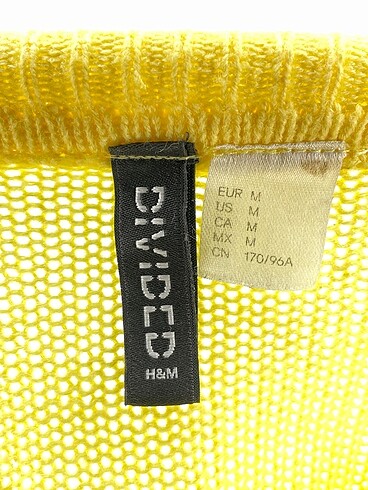 DIVIDED
H&M
EUR M
US M
CA M
MX M
CN 170/96A